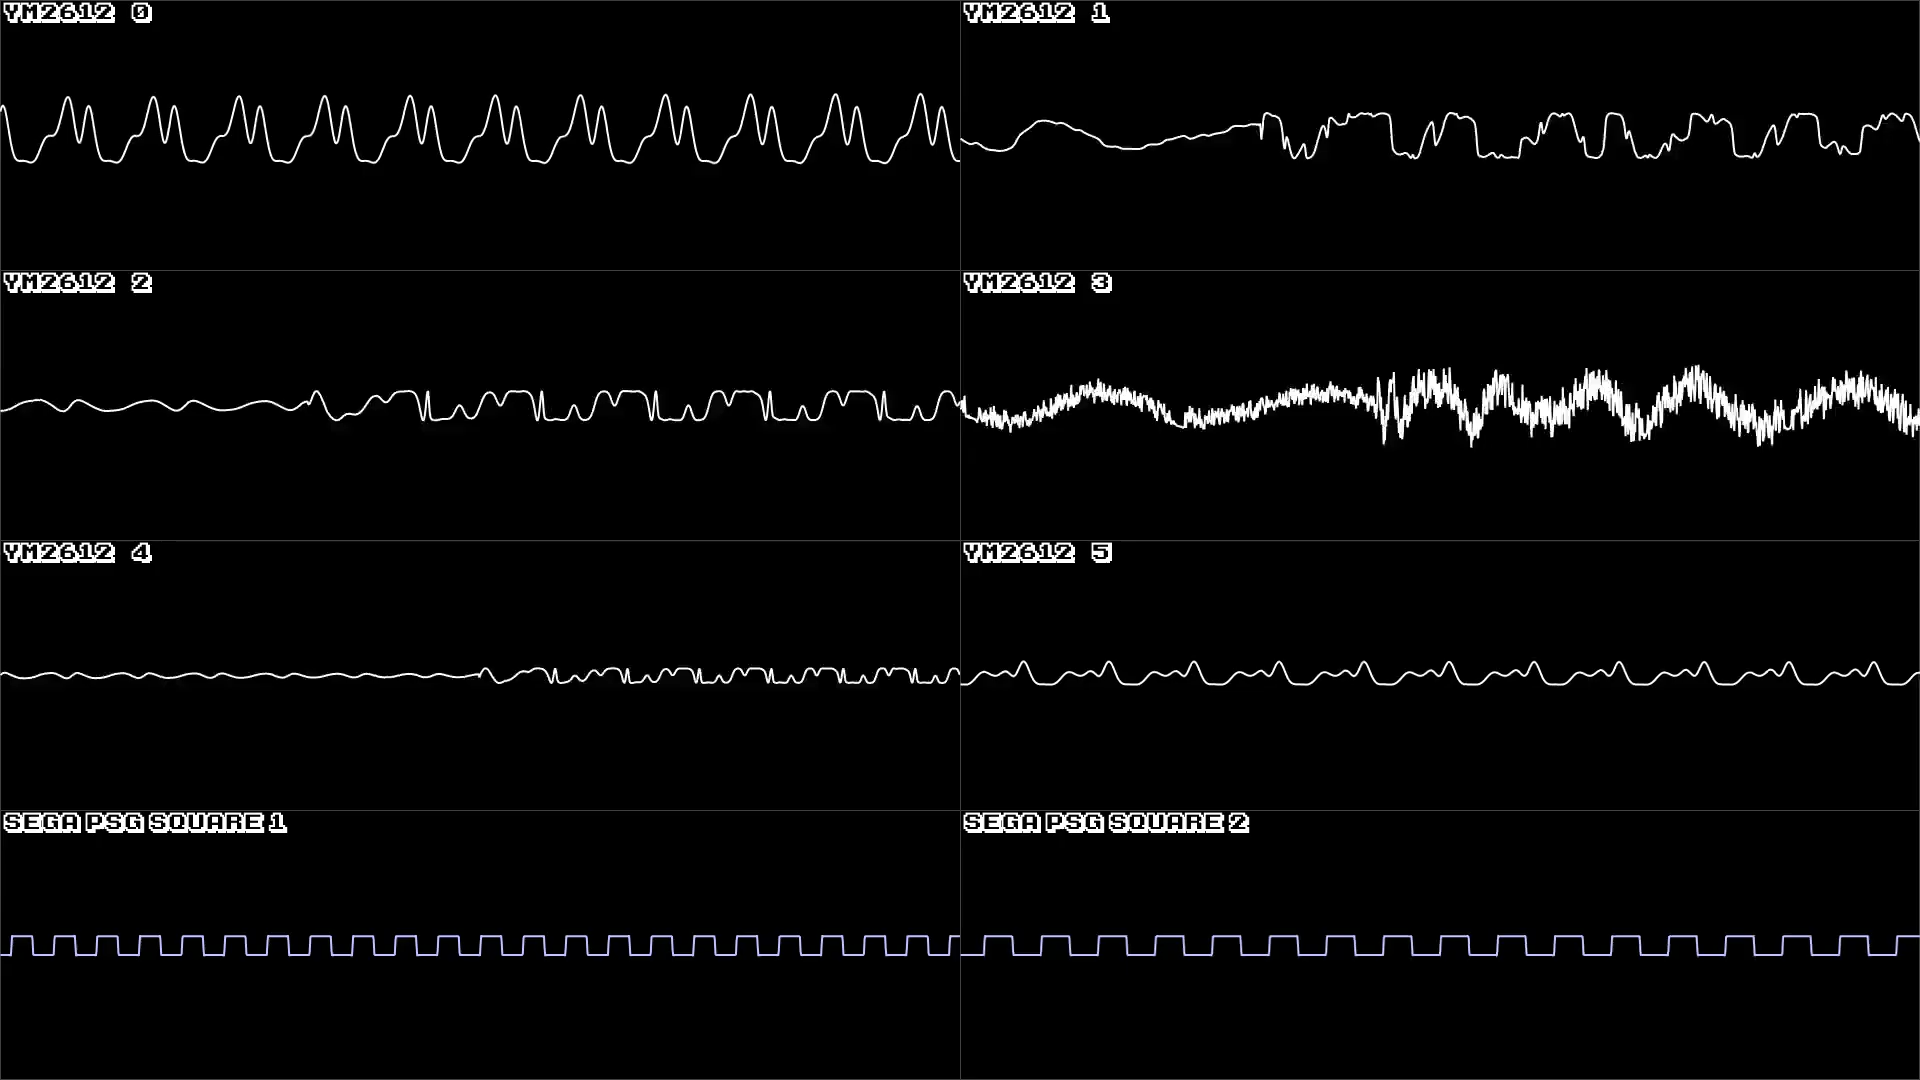 YM2612 0
YM2612 1
YM2612 2
YM2612 3
YM2612 4
YM2612 5
SEGA PSG SQUARE 1
SEGA PSG SQUARE 2